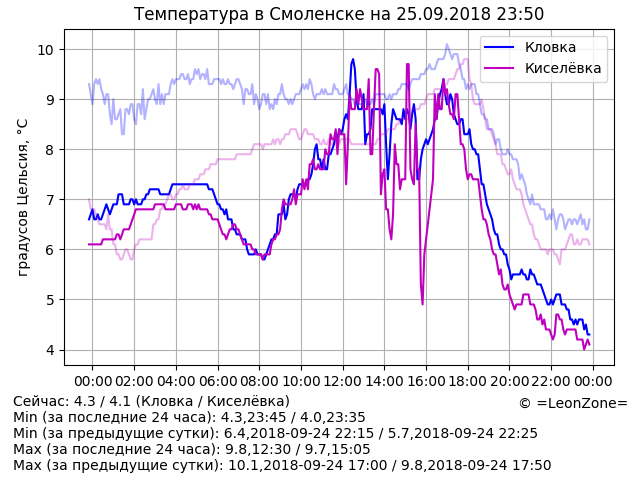 Температура в Смоленске на 25.09.2018 23:50
градусов Цельсия, °C
10
9
8
7
6
5
4
Кловка
Киселёвка
00:00 02:00 04:00 06:00 08:00 10:00 12:00 14:00 16:00 18:00 20:00 22:00 00:00
Сейчас: 4.3 / 4.1 (Кловка / Киселёвка)
© =LeonZone=
Min (за последние 24 часа): 4.3,23:45 / 4.0,23:35
Min (за предыдущие сутки): 6.4,2018-09-24 22:15 / 5.7,2018-09-24 22:25
Max (за последние 24 часа): 9.8,12:30 / 9.7,15:05
Max (за предыдущие сутки): 10.1,2018-09-24 17:00 / 9.8,2018-09-24 17:50